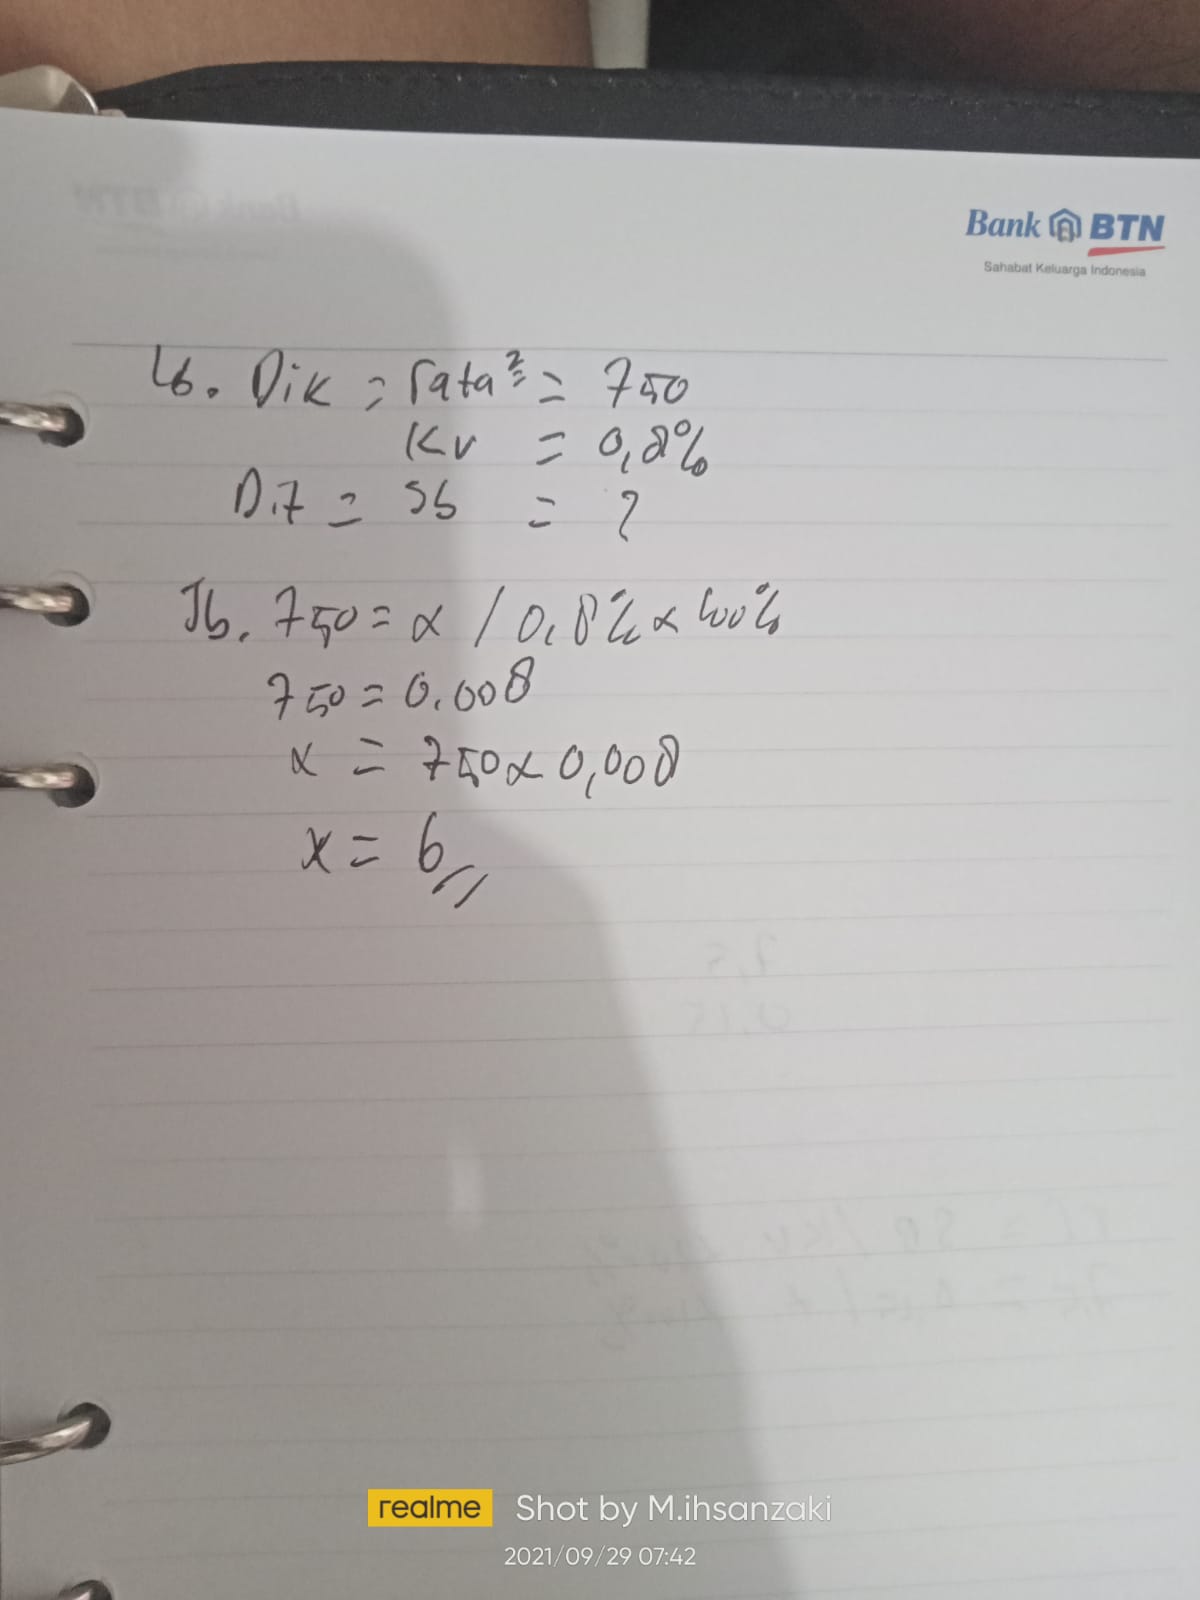 Bank BTN
Sahabat Keluarga Indonesia
16. Dik = rata² = 750
KV = 0,8%
Dit = Sb = ?
Jb. 750 = x / 0,8% x 100%
750 = 0.008
x = 750 x 0,008
x = 6
realme Shot by M.ihsanzaki
2021/09/29 07:42